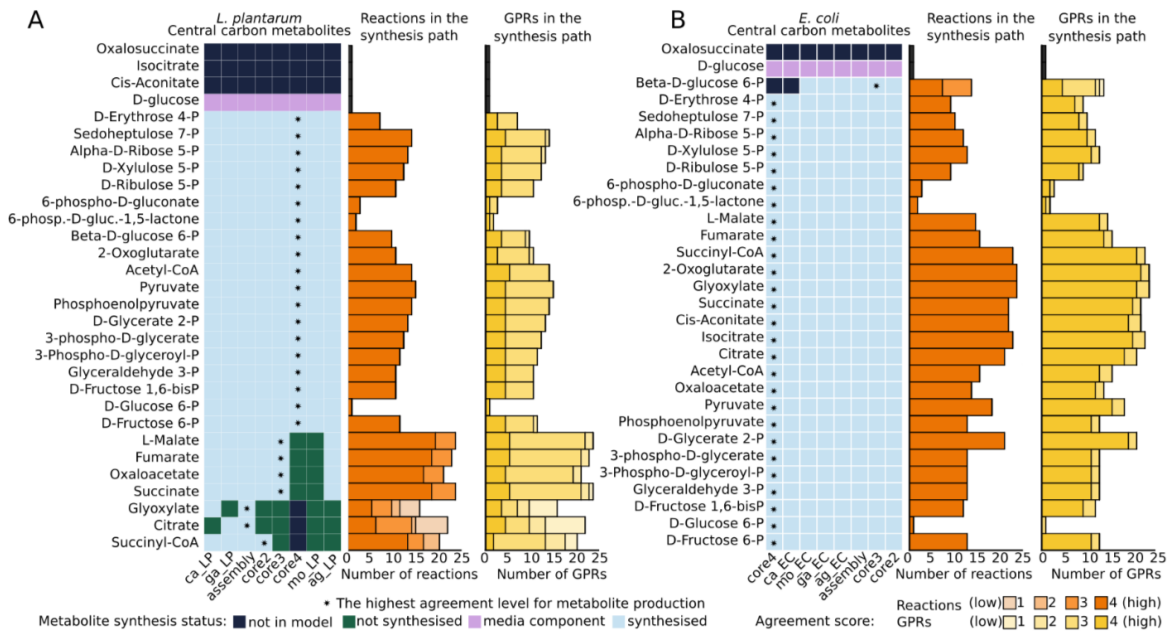 A
L. plantarum
Central carbon metabolites
Reactions in the
synthesis path
GPRs in the
synthesis path
Oxalosuccinate
Isocitrate
Cis-Aconitate
D-glucose
D-Erythrose 4-P
Sedoheptulose 7-P
Alpha-D-Ribose 5-P
D-Xylulose 5-P
D-Ribulose 5-P
6-phospho-D-gluconate
6-phosp.-D-gluc.-1,5-lactone
Beta-D-glucose 6-P
2-Oxoglutarate
Acetyl-CoA
Pyruvate
Phosphoenolpyruvate
D-Glycerate 2-P
3-phospho-D-glycerate
3-Phospho-D-glyceroyl-P
Glyceraldehyde 3-P
D-Fructose 1,6-bisP
D-Glucose 6-P
D-Fructose 6-P
L-Malate
Fumarate
Oxaloacetate
Succinate
Glyoxylate
Citrate
Succinyl-CoA
ca_LP ga_LP assembly core2 core3 core4 mo_LP ag_LP
5 10 15 20 25
Number of reactions
0 5 10 15 20 25
Number of GPRs
B
E. coli
Central carbon metabolites
Reactions in the
synthesis path
GPRs in the
synthesis path
Oxalosuccinate
D-glucose
Beta-D-glucose 6-P
D-Erythrose 4-P
Sedoheptulose 7-P
Alpha-D-Ribose 5-P
D-Xylulose 5-P
D-Ribulose 5-P
6-phospho-D-gluconate
6-phosp.-D-gluc.-1,5-lactone
L-Malate
Fumarate
Succinyl-CoA
2-Oxoglutarate
Glyoxylate
Succinate
Cis-Aconitate
Isocitrate
Citrate
Acetyl-CoA
Oxaloacetate
Pyruvate
Phosphoenolpyruvate
D-Glycerate 2-P
3-phospho-D-glycerate
3-Phospho-D-glyceroyl-P
Glyceraldehyde 3-P
D-Fructose 1,6-bisP
D-Glucose 6-P
D-Fructose 6-P
core4 ca_EC mo_EC ga_EC ag_EC assembly core3 core2
0 5 10 15 20 25
Number of reactions
0 5 10 15 20 25
Number of GPRs
* The highest agreement level for metabolite production
Metabolite synthesis status: not in model not synthesised media component synthesised
Agreement score:
Reactions (low) 1 2 3 4 (high)
GPRs (low) 1 2 3 4 (high)